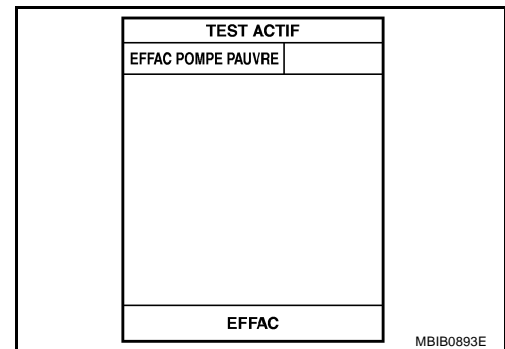 TEST ACTIF
EFFAC POMPE PAUVRE
EFFAC
MBIB0893E